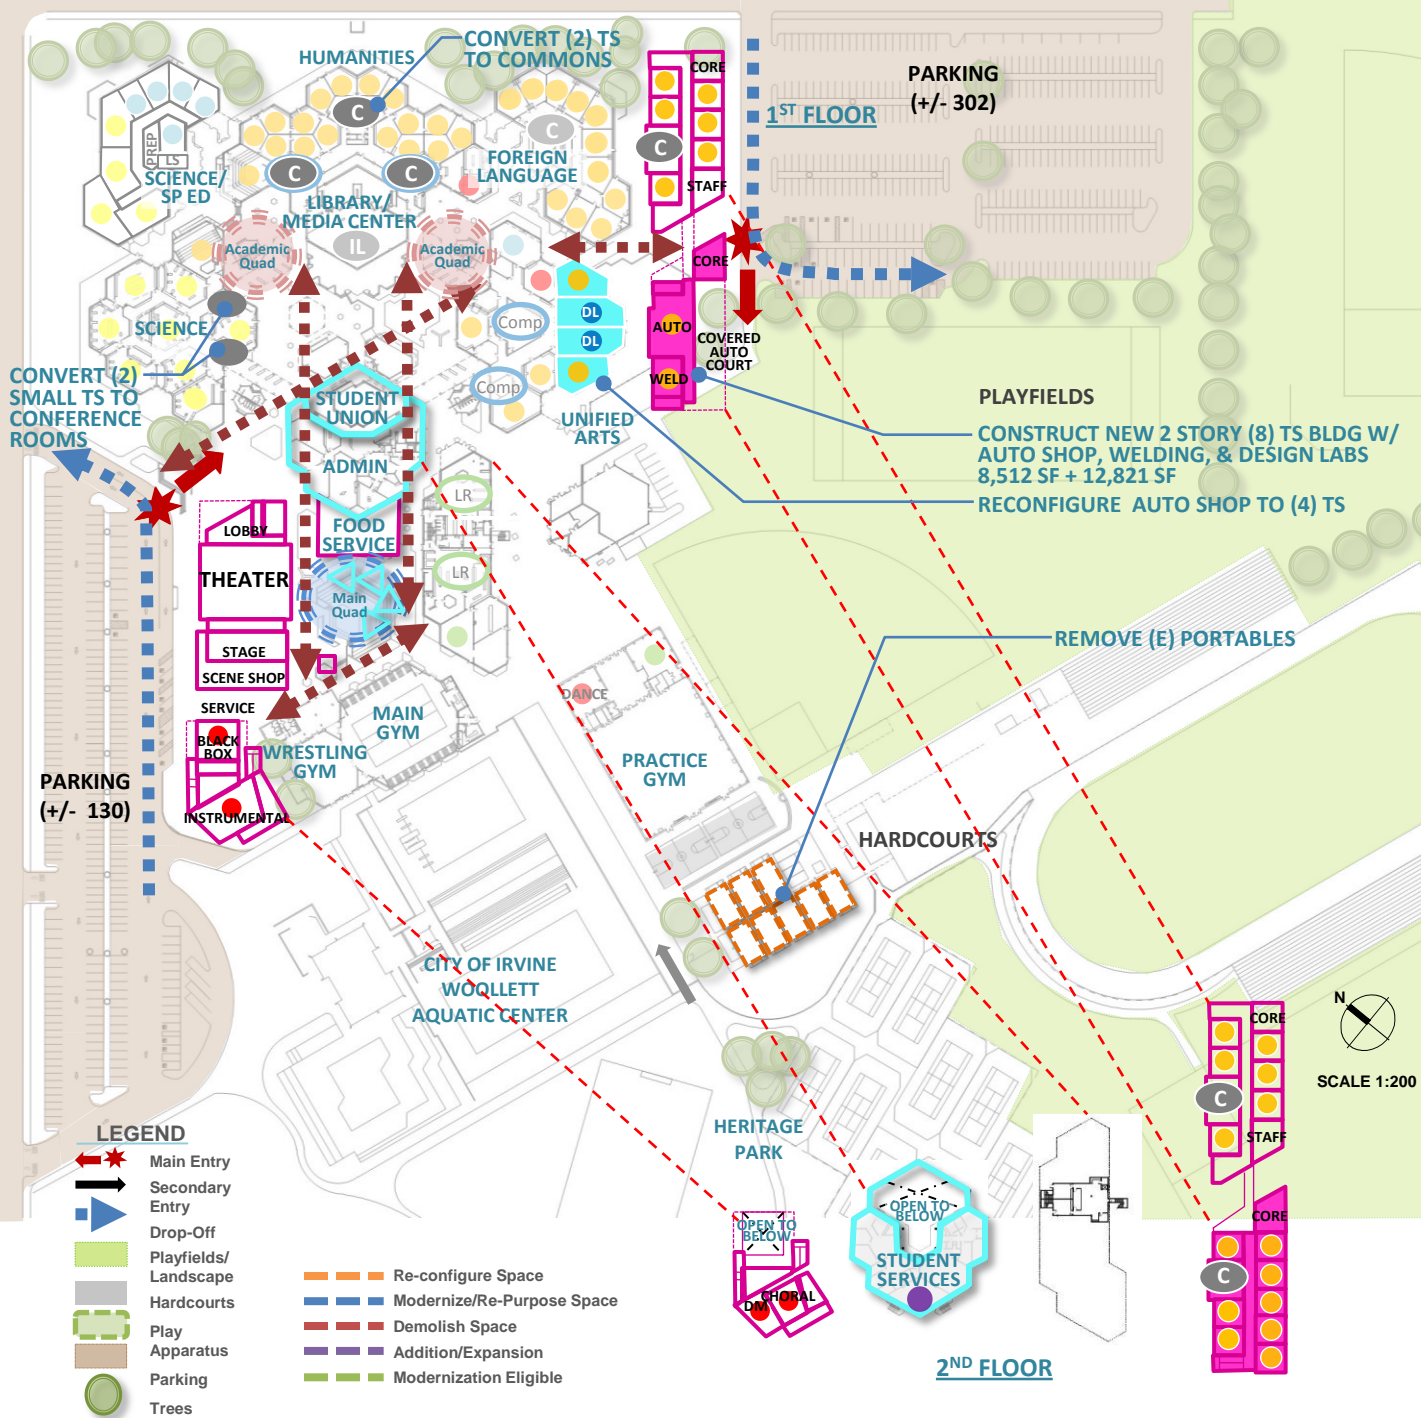 CONVERT (2) TS
TO COMMONS
HUMANITIES
C
CORE
PARKING
(+/- 302)
1ST FLOOR
C
C
C
C
PREP
LS
SCIENCE/
SP ED
FOREIGN
LANGUAGE
STAFF
LIBRARY/
MEDIA CENTER
IL
Academic
Quad
Academic
Quad
CORE
DL
DL
Comp
Comp
AUTO
WELD
COVERED
AUTO
COURT
SCIENCE
CONVERT (2)
SMALL TS TO
CONFERENCE
ROOMS
STUDENT
UNION
ADMIN
UNIFIED
ARTS
PLAYFIELDS
CONSTRUCT NEW 2 STORY (8) TS BLDG W/
AUTO SHOP, WELDING, & DESIGN LABS
8,512 SF + 12,821 SF
RECONFIGURE AUTO SHOP TO (4) TS
LR
LR
LOBBY
FOOD
SERVICE
THEATER
Main
Quad
STAGE
SCENE SHOP
SERVICE
BLACK
BOX
WRESTLING
GYM
MAIN
GYM
INSTRUMENTAL
DANCE
PRACTICE
GYM
REMOVE (E) PORTABLES
PARKING
(+/- 130)
HARDCOURTS
CITY OF IRVINE
WOOLLETT
AQUATIC CENTER
N
SCALE 1:200
CORE
C
STAFF
CORE
C
HERITAGE
PARK
OPEN TO
BELOW
DM
CHORAL
OPEN TO
BELOW
STUDENT
SERVICES
2ND FLOOR
LEGEND
Main Entry
Secondary
Entry
Drop-Off
Playfields/
Landscape
Hardcourts
Play
Apparatus
Parking
Trees
Re-configure Space
Modernize/Re-Purpose Space
Demolish Space
Addition/Expansion
Modernization Eligible